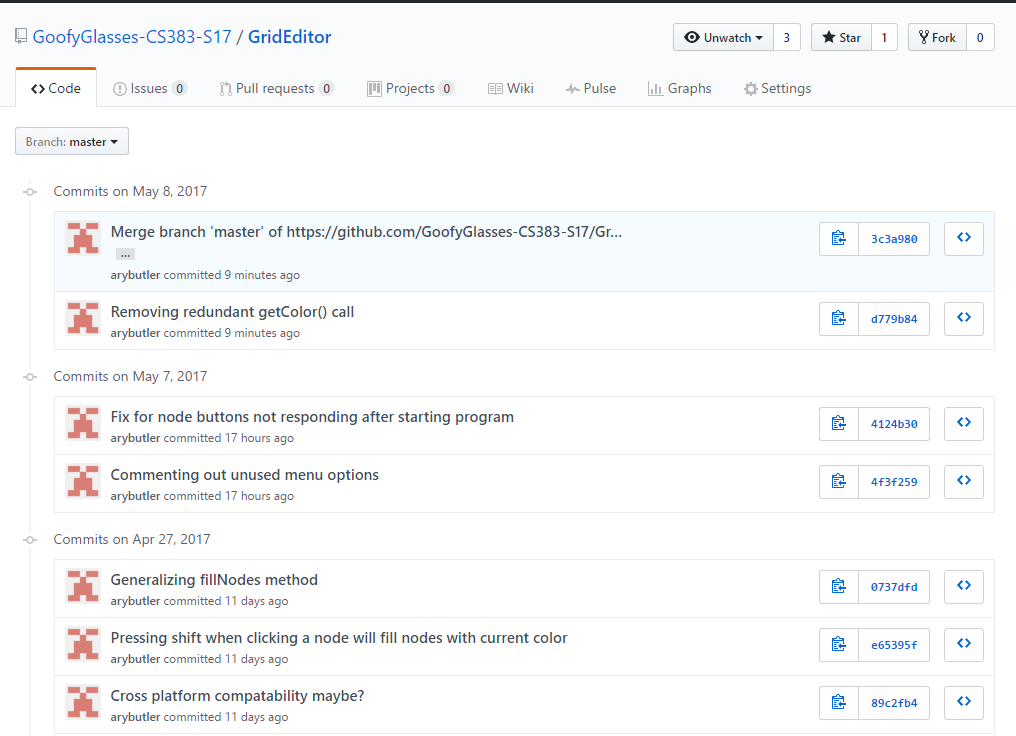 GoofyGlasses-CS383-S17 / GridEditor
Unwatch 3 Star 1 Fork 0
Code Issues 0 Pull requests 0 Projects 0 Wiki Pulse Graphs Settings
Branch: master
Commits on May 8, 2017
Merge branch 'master' of https://github.com/GoofyGlasses-CS383-S17/Gr...
3c3a980
...
arybutler committed 9 minutes ago
Removing redundant getColor() call
d779b84
arybutler committed 9 minutes ago
Commits on May 7, 2017
Fix for node buttons not responding after starting program
4124b30
arybutler committed 17 hours ago
Commenting out unused menu options
4f3f259
arybutler committed 17 hours ago
Commits on Apr 27, 2017
Generalizing fillNodes method
0737dfd
arybutler committed 11 days ago
Pressing shift when clicking a node will fill nodes with current color
e65395f
arybutler committed 11 days ago
Cross platform compatability maybe?
89c2fb4
arybutler committed 11 days ago